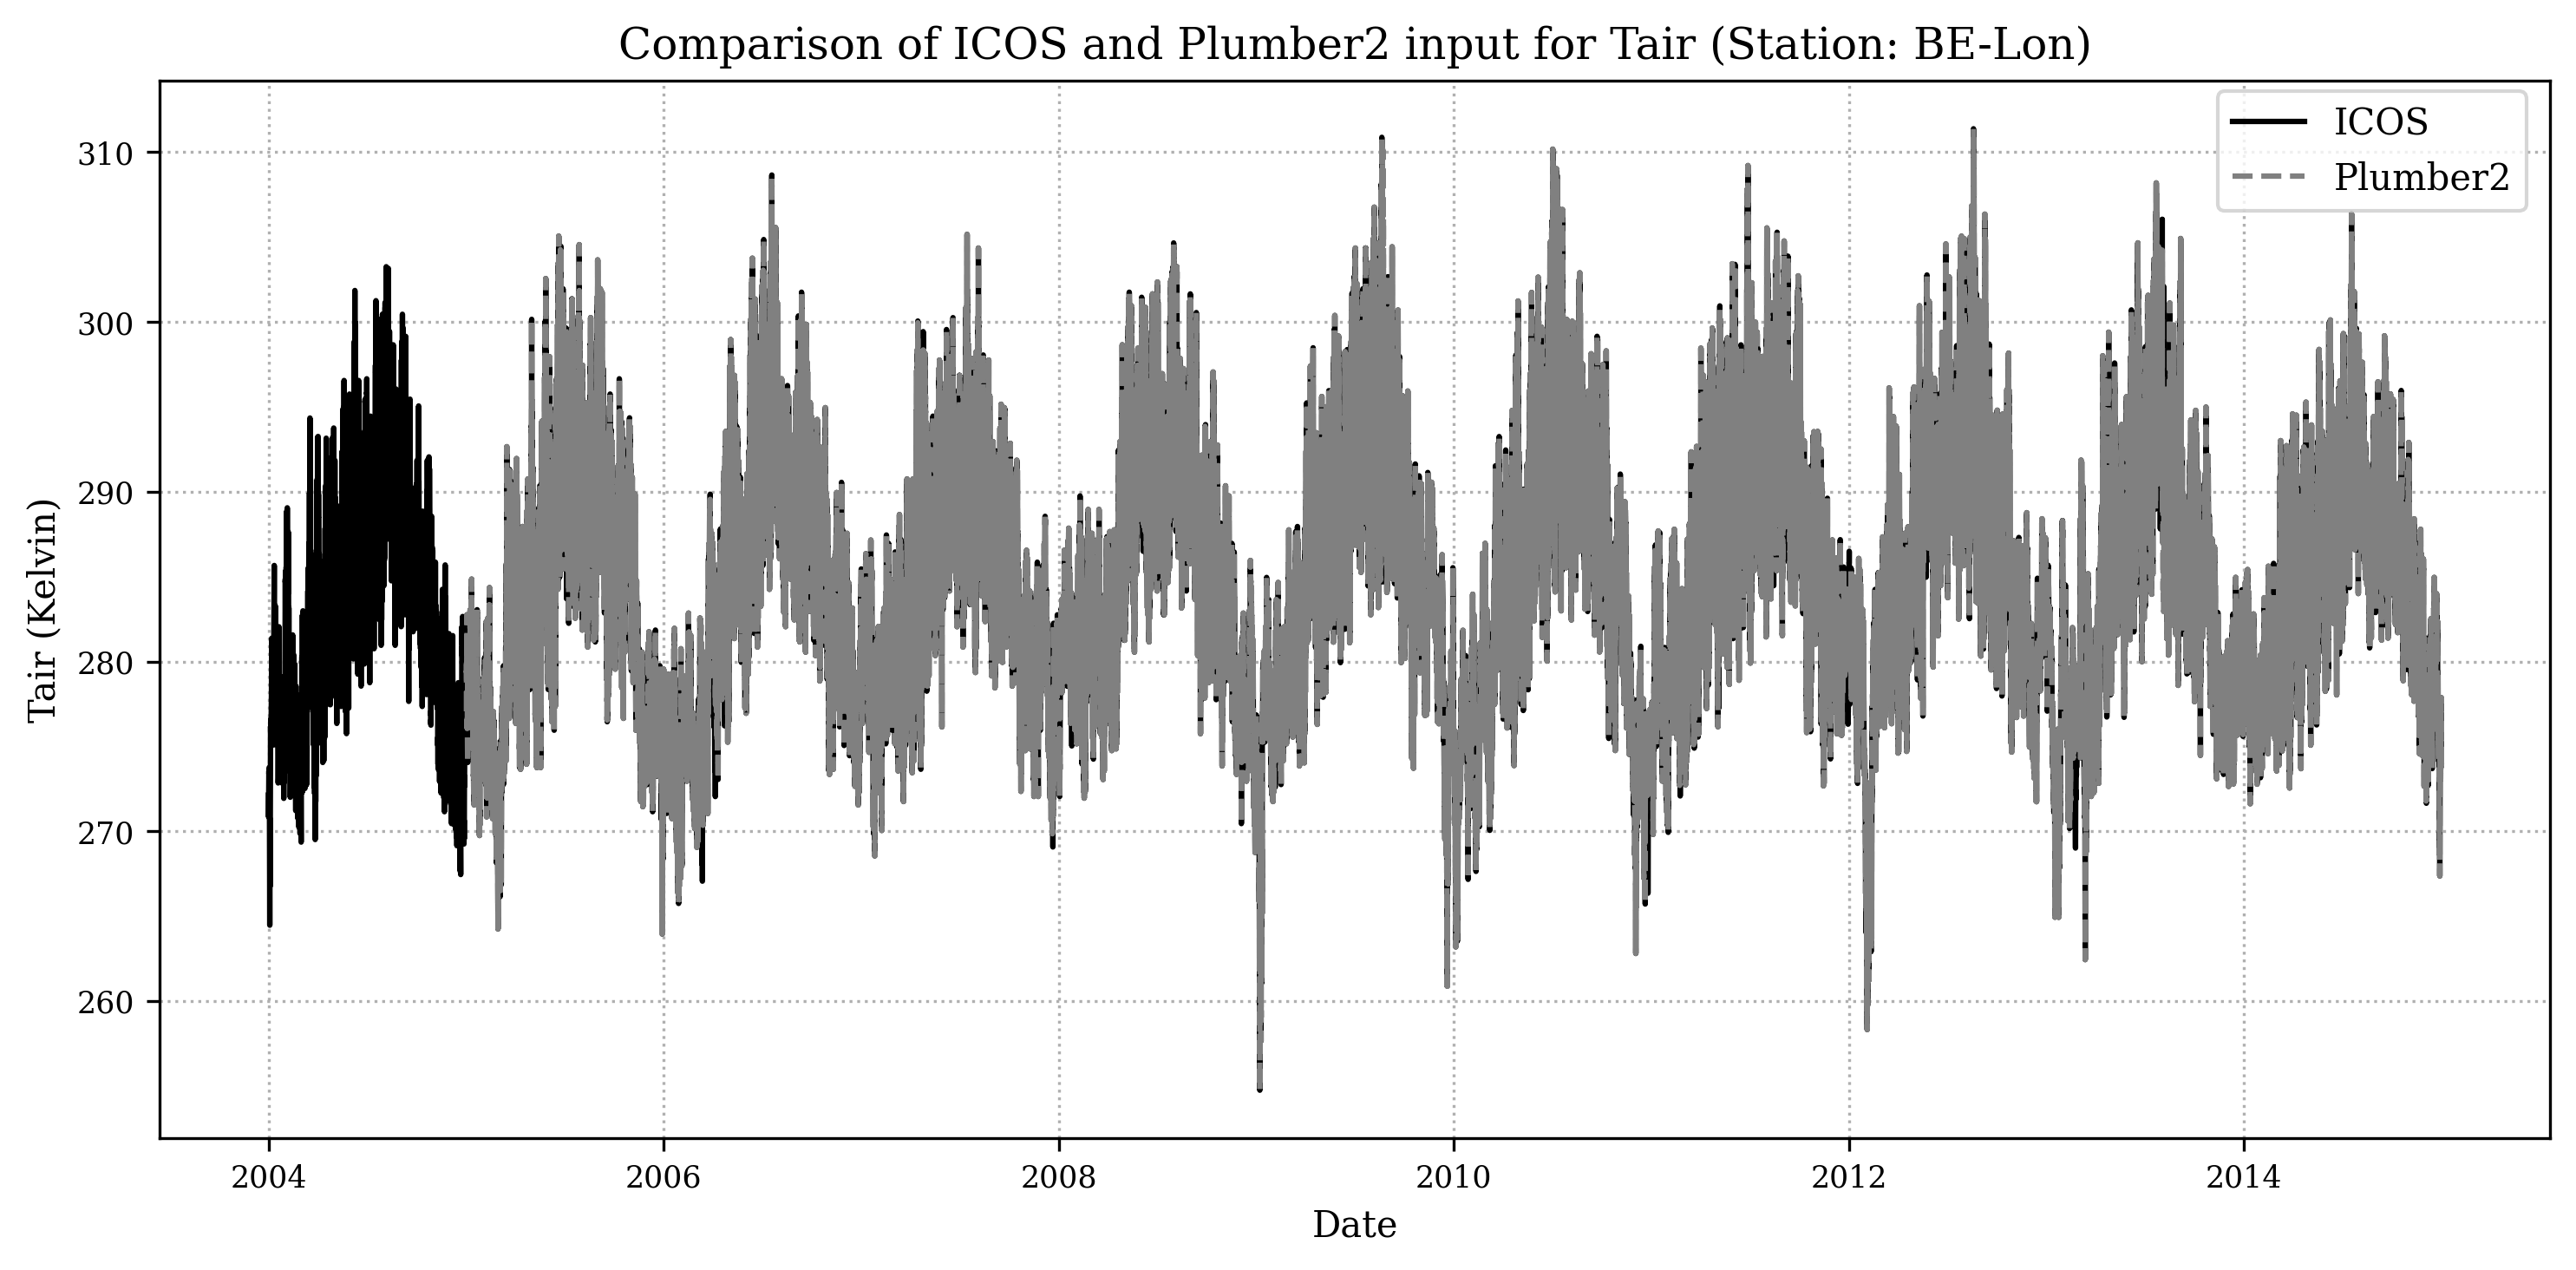 Comparison of ICOS and Plumber2 input for Tair (Station: BE-Lon)
ICOS
Plumber2
Tair (Kelvin)
310
300
290
280
270
260
2004
2006
2008
2010
2012
2014
Date